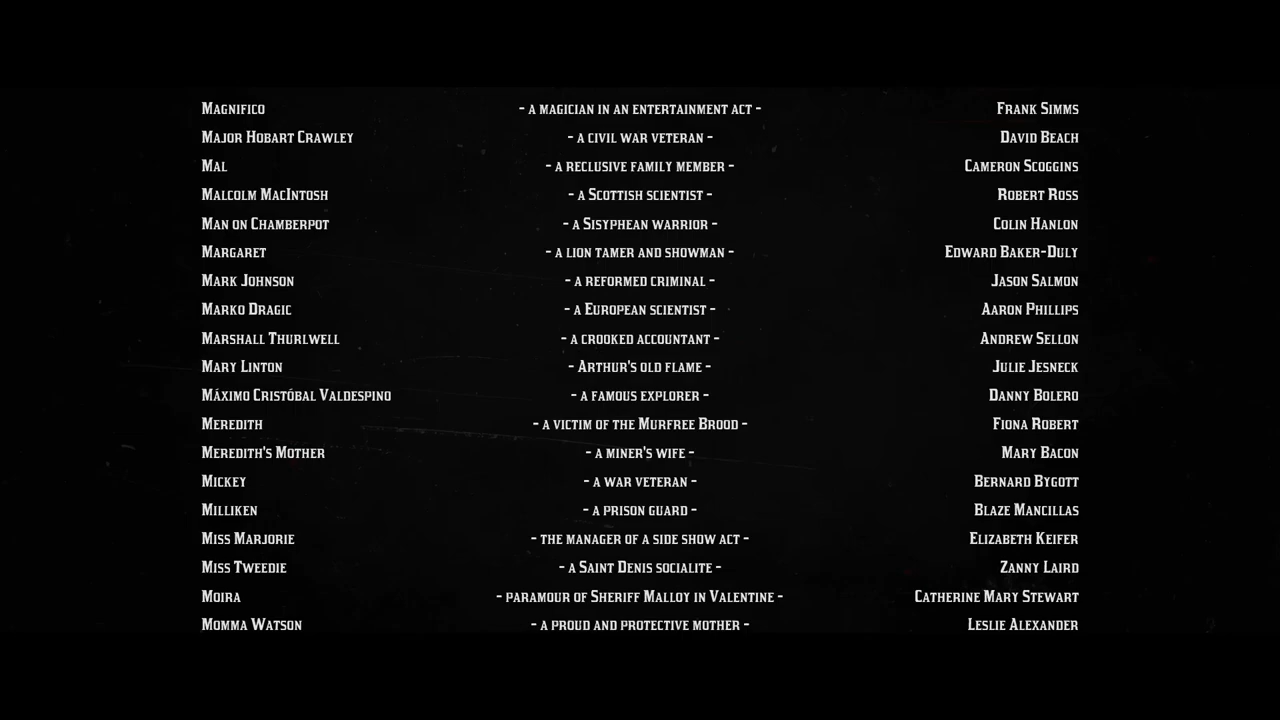 Magnifico - a magician in an entertainment act - Frank Simms
Major Hobart Crawley - a civil war veteran - David Beach
Mal - a reclusive family member - Cameron Scoggins
Malcolm MacIntosh - a Scottish scientist - Robert Ross
Man on Chamberpot - a Sisyphean warrior - Colin Hanlon
Margaret - a lion tamer and showman - Edward Baker-Duly
Mark Johnson - a reformed criminal - Jason Salmon
Marko Dragic - a European scientist - Aaron Phillips
Marshall Thurlwell - a crooked accountant - Andrew Sellon
Mary Linton - Arthur's old flame - Julie Jesneck
Máximo Cristóbal Valdespino - a famous explorer - Danny Bolero
Meredith - a victim of the Murfree Brood - Fiona Robert
Meredith's Mother - a miner's wife - Mary Bacon
Mickey - a war veteran - Bernard Bygott
Milliken - a prison guard - Blaze Mancillas
Miss Marjorie - the manager of a side show act - Elizabeth Keifer
Miss Tweedie - a Saint Denis socialite - Zanny Laird
Moira - paramour of Sheriff Malloy in Valentine - Catherine Mary Stewart
Momma Watson - a proud and protective mother - Leslie Alexander